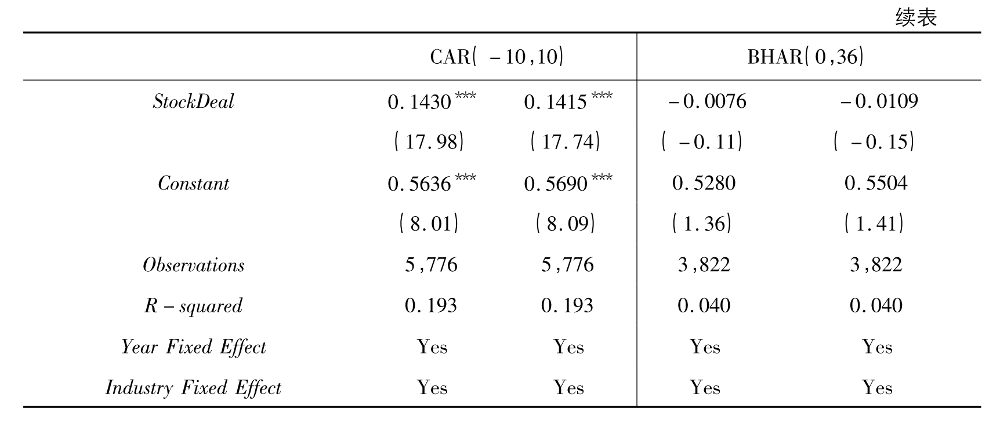 续表
CAR( -10,10) BHAR(0,36)
StockDeal 0.1430*** 0.1415*** -0.0076 -0.0109
(17.98) (17.74) ( -0.11) ( -0.15)
Constant 0.5636*** 0.5690*** 0.5280 0.5504
(8.01) (8.09) (1.36) (1.41)
Observations 5,776 5,776 3,822 3,822
R-squared 0.193 0.193 0.040 0.040
Year Fixed Effect Yes Yes Yes Yes
Industry Fixed Effect Yes Yes Yes Yes